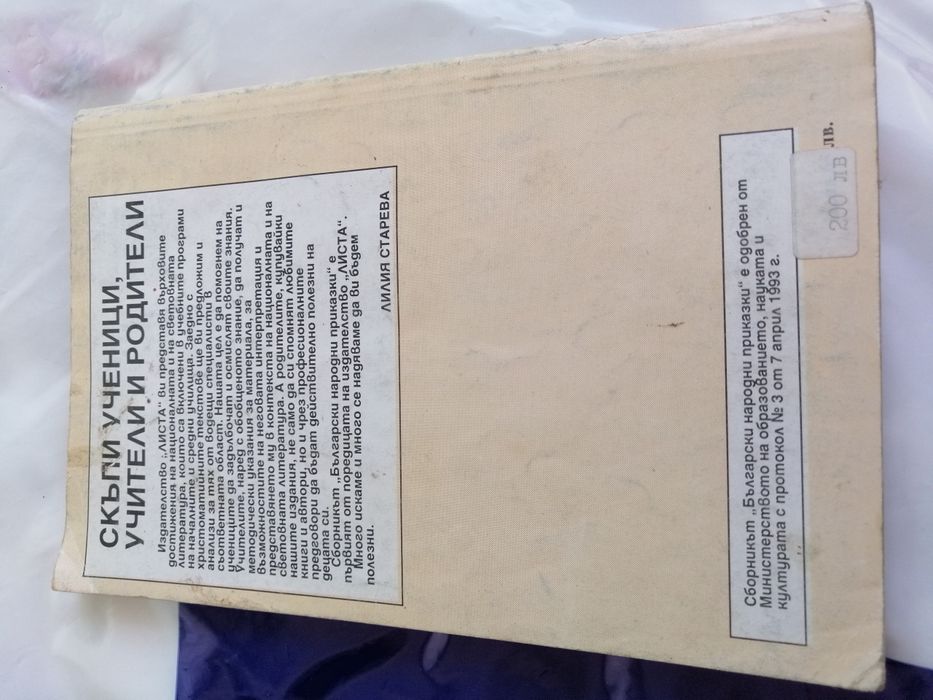 СКЪПИ УЧЕНИЦИ,
УЧИТЕЛИ И РОДИТЕЛИ
Издателство „ЛИСТА“ ви представя върховите
достижения на националната и на световната
литература, които са включени в учебните програми
на началните и средни училища. Заедно с
христоматийните текстове ще ви предложим и
анализи за тях от водещи специалисти в
съответната област. Нашата цел е да помогнем на
учениците да задълбочат и осмислят своите знания.
Учителите, наред с обобщеното знание, да получат и
методически указания за материала, за
възможностите на неговата интерпретация и
представянето му в контекста на националната и на
световната литература. А родителите, купувайки
нашите издания, не само да си спомнят любимите
книги и автори, но и чрез професионалните
предговори да бъдат действително полезни на
децата си.
Сборникът „Български народни приказки“ е
първият от поредицата на издателство „ЛИСТА“.
Много искаме и много се надяваме да ви бъдем
полезни.
ЛИЛИЯ СТАРЕВА
Сборникът „Български народни приказки“ е одобрен от
Министерството на образованието, науката и
културата с протокол № 3 от 7 април 1993 г.
200 ЛВ
лв.